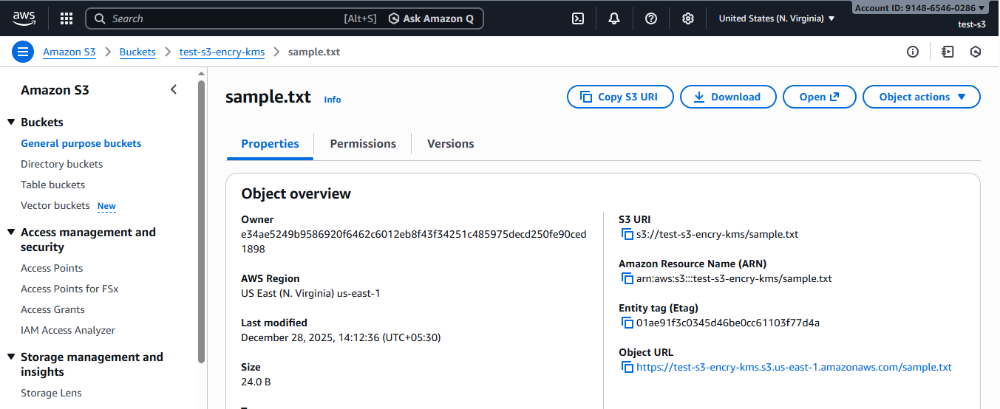 aws
Search [Alt+S] Ask Amazon Q
United States (N. Virginia)
Account ID: 9148-6546-0286
test-s3
Amazon S3 Buckets test-s3-encry-kms sample.txt
Amazon S3
Buckets
General purpose buckets
Directory buckets
Table buckets
Vector buckets New
Access management and
security
Access Points
Access Points for FSx
Access Grants
IAM Access Analyzer
Storage management and
insights
Storage Lens
sample.txt Info
Copy S3 URI Download Open Object actions
Properties Permissions Versions
Object overview
Owner
e34ae5249b9586920f6462c6012eb8f43f34251c485975decd250fe90ced
1898
AWS Region
US East (N. Virginia) us-east-1
Last modified
December 28, 2025, 14:12:36 (UTC+05:30)
Size
24.0 B
S3 URI
s3://test-s3-encry-kms/sample.txt
Amazon Resource Name (ARN)
arn:aws:s3:::test-s3-encry-kms/sample.txt
Entity tag (Etag)
01ae91f3c0345d46be0cc61103f77d4a
Object URL
https://test-s3-encry-kms.s3.us-east-1.amazonaws.com/sample.txt